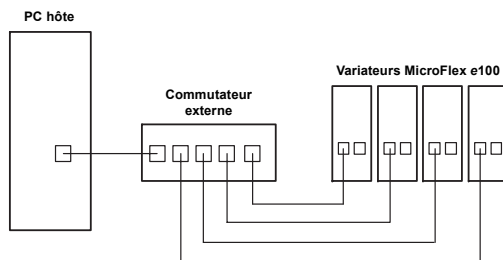 PC hôte
Variateurs MicroFlex e100
Commutateur
externe